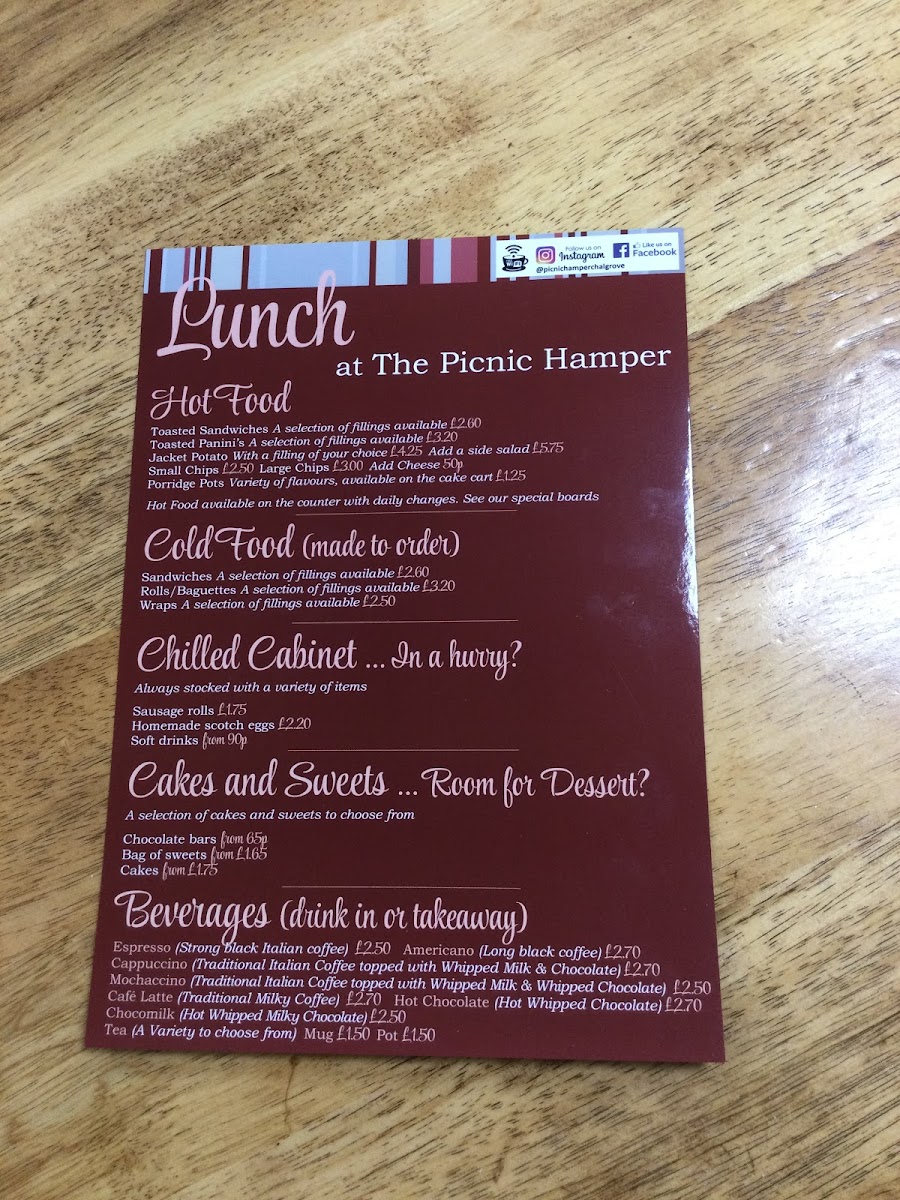 WiFi
Follow us on
Instagram
Like us on
Facebook
@picnichamperchalgrove
Lunch
at The Picnic Hamper
Hot Food
Toasted Sandwiches A selection of fillings available £2.60
Toasted Panini's A selection of fillings available £3.20
Jacket Potato With a filling of your choice £4.25 Add a side salad £5.75
Small Chips £2.50 Large Chips £3.00 Add Cheese 50p
Porridge Pots Variety of flavours, available on the cake cart £1.25
Hot Food available on the counter with daily changes. See our special boards
Cold Food (made to order)
Sandwiches A selection of fillings available £2.60
Rolls/Baguettes A selection of fillings available £3.20
Wraps A selection of fillings available £2.50
Chilled Cabinet ... In a hurry?
Always stocked with a variety of items
Sausage rolls £1.75
Homemade scotch eggs £2.20
Soft drinks from 90p
Cakes and Sweets ... Room for Dessert?
A selection of cakes and sweets to choose from
Chocolate bars from 65p
Bag of sweets from £1.65
Cakes from £1.75
Beverages (drink in or takeaway)
Espresso (Strong black Italian coffee) £2.50 Americano (Long black coffee) £2.70
Cappuccino (Traditional Italian Coffee topped with Whipped Milk & Chocolate) £2.70
Mochaccino (Traditional Italian Coffee topped with Whipped Milk & Whipped Chocolate) £2.50
Café Latte (Traditional Milky Coffee) £2.70 Hot Chocolate (Hot Whipped Chocolate) £2.70
Chocomilk (Hot Whipped Milky Chocolate) £2.50
Tea (A Variety to choose from) Mug £1.50 Pot £1.50